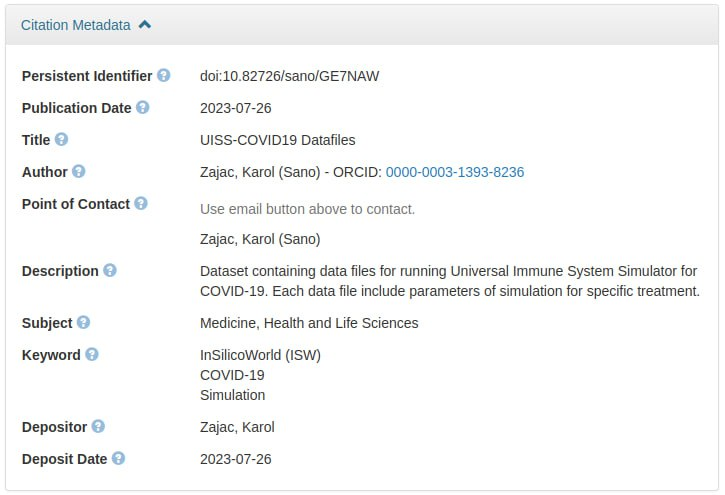 Citation Metadata
Persistent Identifier doi:10.82726/sano/GE7NAW
Publication Date 2023-07-26
Title UISS-COVID19 Datafiles
Author Zajac, Karol (Sano) - ORCID: 0000-0003-1393-8236
Point of Contact Use email button above to contact.
Zajac, Karol (Sano)
Description Dataset containing data files for running Universal Immune System Simulator for
COVID-19. Each data file include parameters of simulation for specific treatment.
Subject Medicine, Health and Life Sciences
Keyword InSilicoWorld (ISW)
COVID-19
Simulation
Depositor Zajac, Karol
Deposit Date 2023-07-26